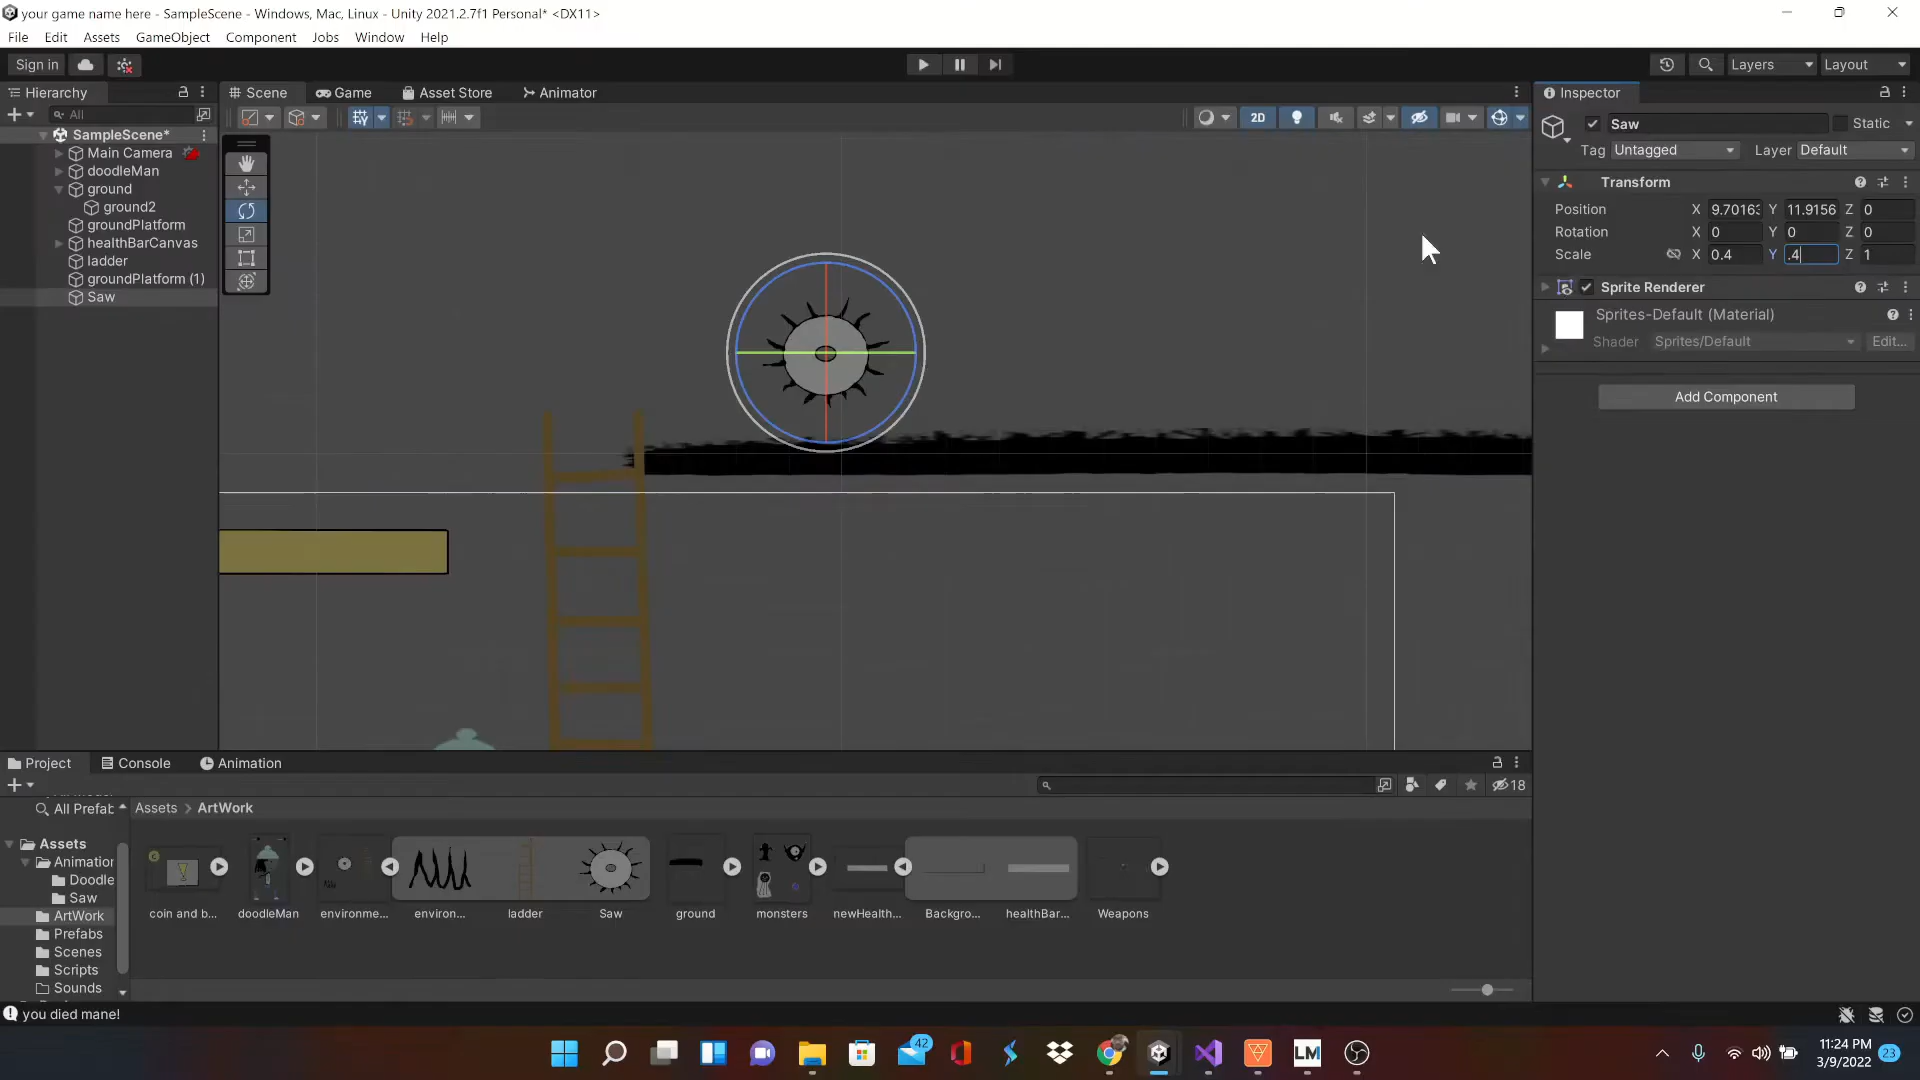 your game name here - SampleScene - Windows, Mac, Linux - Unity 2021.2.7f1 Personal* <DX11>
File Edit Assets GameObject Component Jobs Window Help
Sign in Layers Layout
Hierarchy Scene Game Asset Store Animator Inspector
All 2D Saw Static
SampleScene*
Tag Untagged Layer Default
Main Camera
doodleMan
Transform
ground
ground2
Position X 9.7016 Y 11.9156 Z 0
groundPlatform
Rotation X 0 Y 0 Z 0
healthBarCanvas
Scale X 0.4 Y .4 Z 1
ladder
groundPlatform (1)
Sprite Renderer
Saw
Sprites-Default (Material)
Shader Sprites/Default Edit...
Add Component
Project Console Animation
18
All Prefab
Assets > ArtWork
Assets
Animation
Doodle
Saw
ArtWork
Prefabs
Scenes
Scripts
Sounds
coin and b... doodleMan environme... environ... ladder Saw ground monsters newHealth... Backgro... healthBar... Weapons
you died mane!
42
LM
11:24 PM
3/9/2022
23